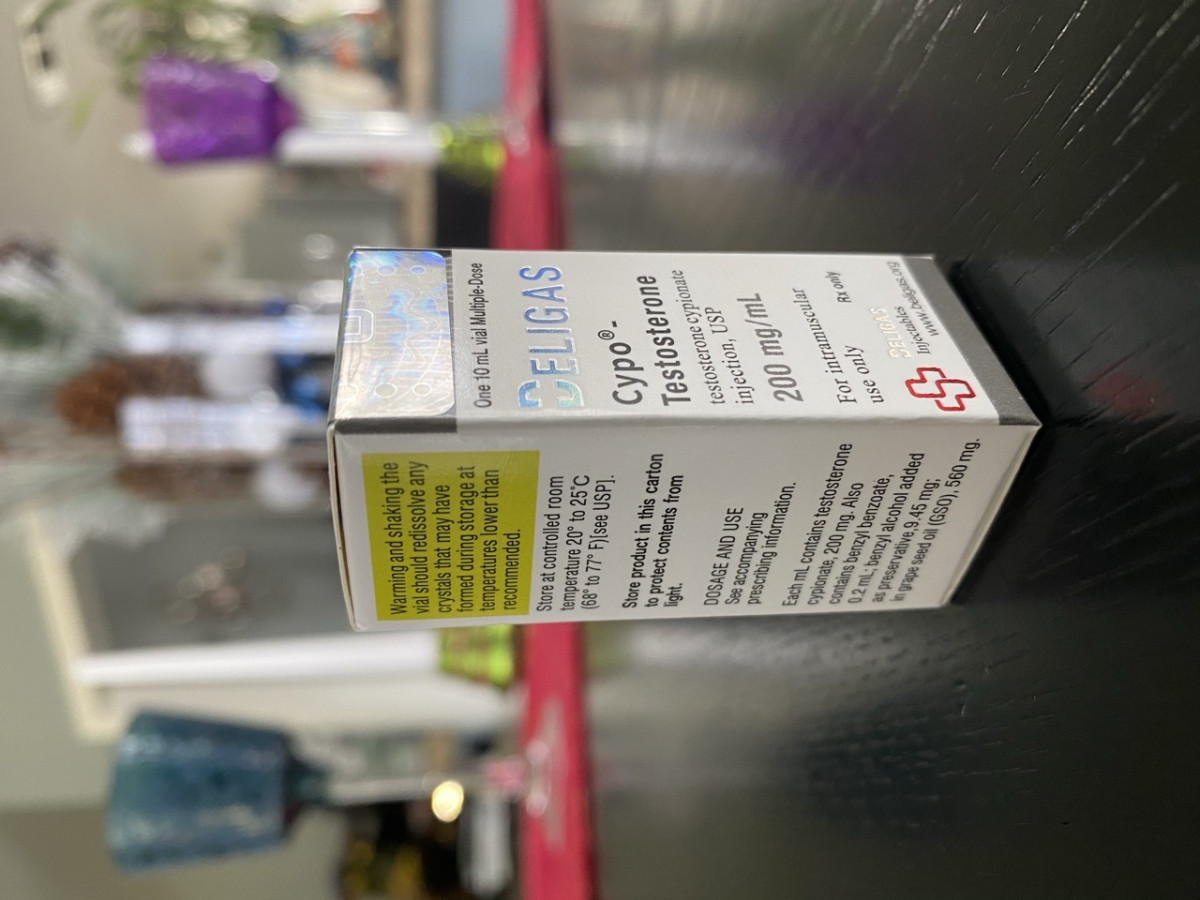 One 10 mL vial Multiple-Dose
BELIGAS
Cypo®-
Testosterone
testosterone cypionate
injection, USP
200 mg/mL
For intramuscular
use only
Rx only
BELIGAS
Injectables
www.beligas.org
Warming and shaking the
vial should redissolve any
crystals that may have
formed during storage at
temperatures lower than
recommended.
Store at controlled room
temperature 20° to 25°C
(68° to 77° F)[see USP].
Store product in this carton
to protect contents from
light.
DOSAGE AND USE
See accompanying
prescribing information.
Each mL contains testosterone
cypionate, 200 mg. Also
contains benzyl benzoate,
0.2 mL; benzyl alcohol added
as preservative,9.45 mg;
in grape seed oil (GSO), 560 mg.